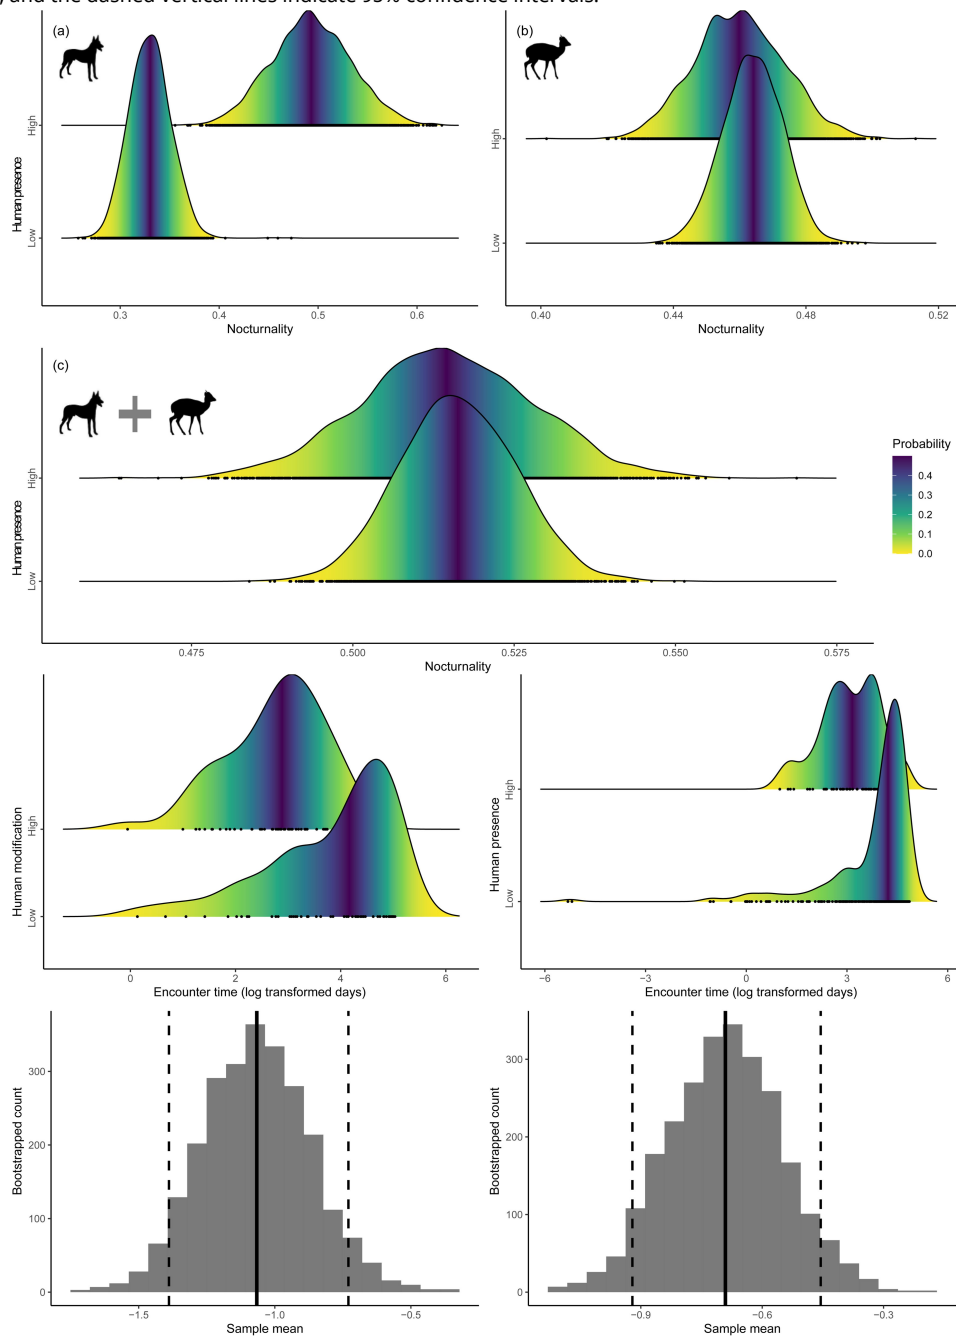 and the dashed vertical lines indicate 95% confidence intervals.
(a)
High
Low
Human presence
0.3 0.4 0.5 0.6
Nocturnality
(b)
High
Low
0.40 0.44 0.48 0.52
Nocturnality
(c)
High
Low
Human presence
0.475 0.500 0.525 0.550 0.575
Nocturnality
Probability
0.4
0.3
0.2
0.1
0.0
High
Low
Human modification
0 2 4 6
Encounter time (log transformed days)
High
Low
Human presence
−6 −3 0 3 6
Encounter time (log transformed days)
300
200
100
0
Bootstrapped count
−1.5 −1.0 −0.5
Sample mean
300
200
100
0
Bootstrapped count
−0.9 −0.6 −0.3
Sample mean